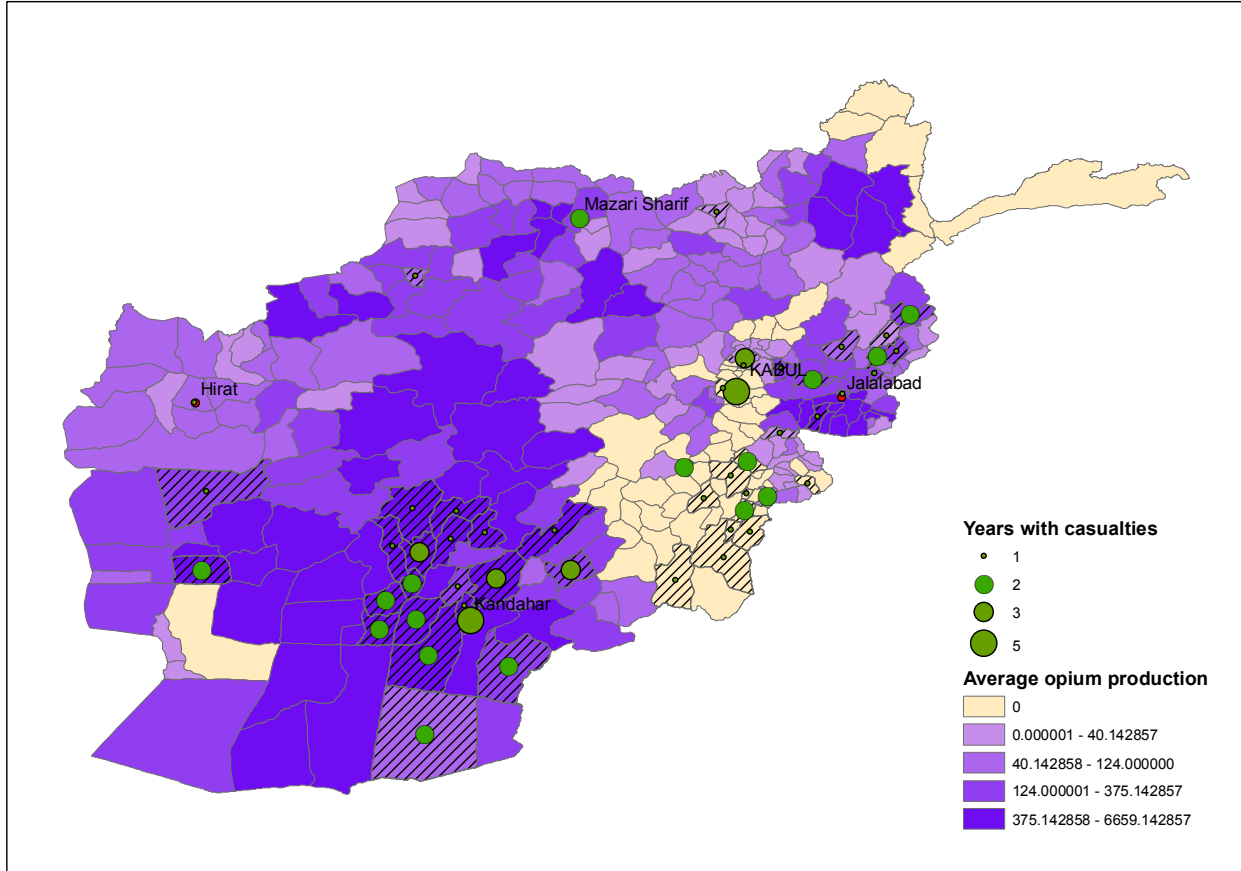 Mazari Sharif
KABUL
Jalalabad
Hirat
Kandahar
Years with casualties
1
2
3
5
Average opium production
0
0.000001 - 40.142857
40.142858 - 124.000000
124.000001 - 375.142857
375.142858 - 6659.142857